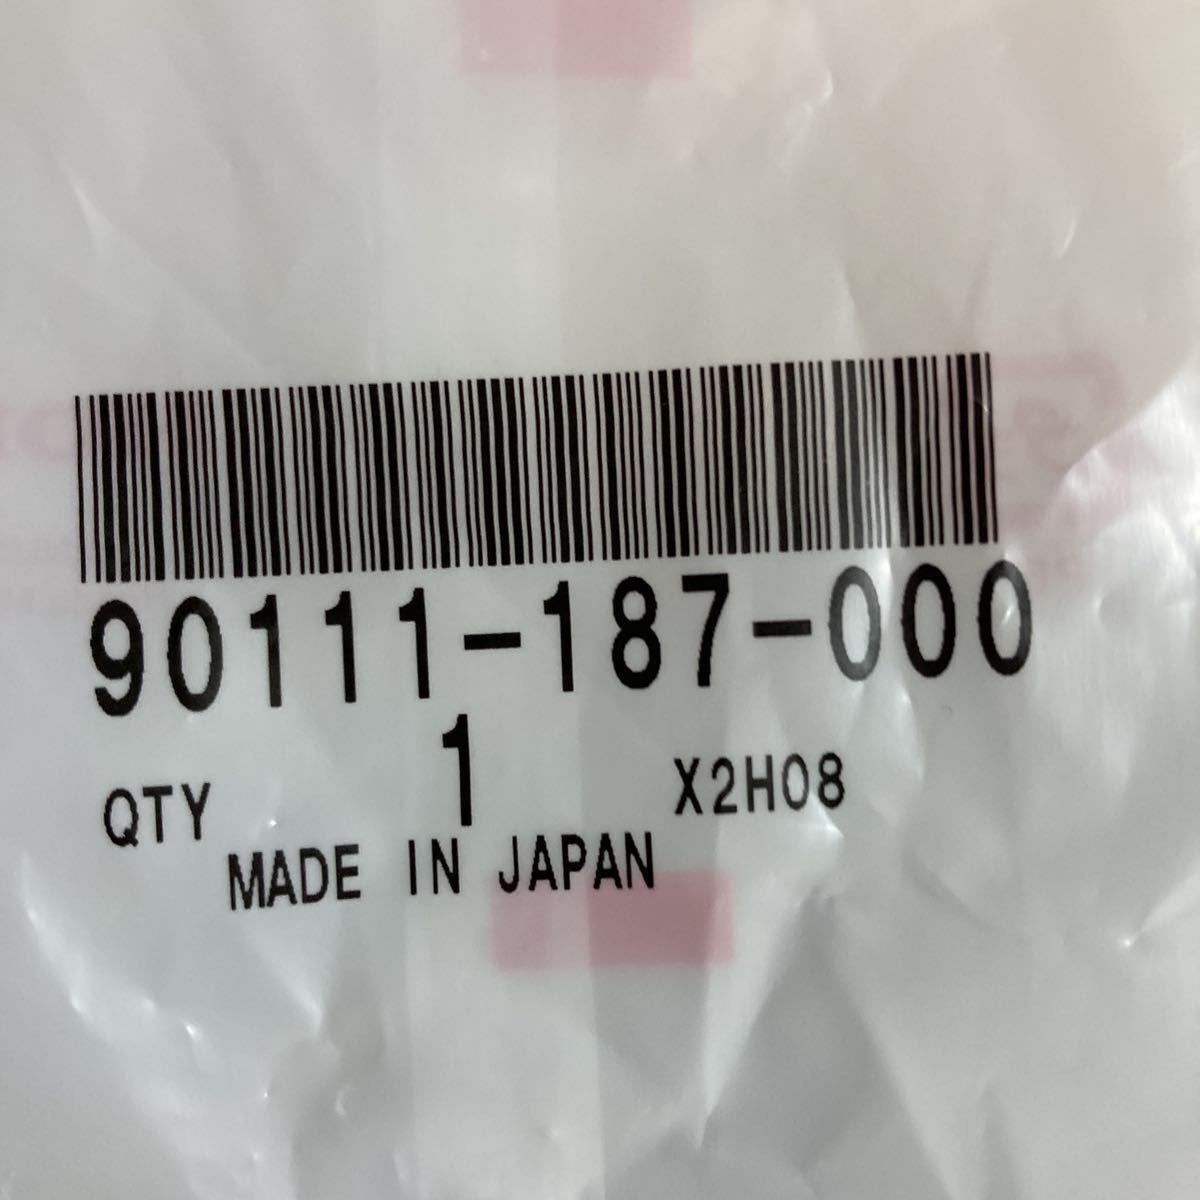 90111-187-000
QTY 1 X2H08
MADE IN JAPAN